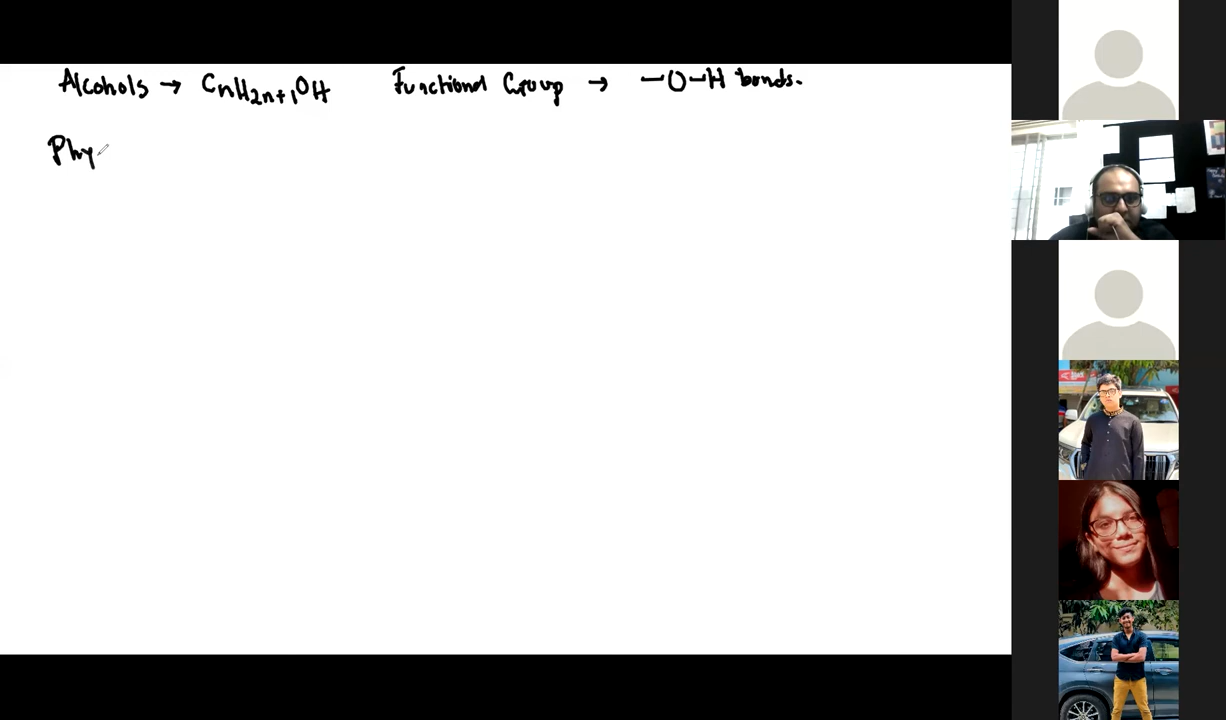 Alcohols → CnH2n+1OH Functional Group → —O—H bonds.
Phy